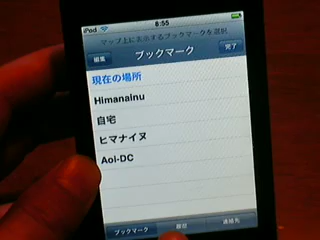 iPod 8:55
マップ上に表示するブックマークを選択
編集 ブックマーク 完了
現在の場所
Himanainu
自宅
ヒマナイヌ
AoI-DC
ブックマーク 履歴 連絡先